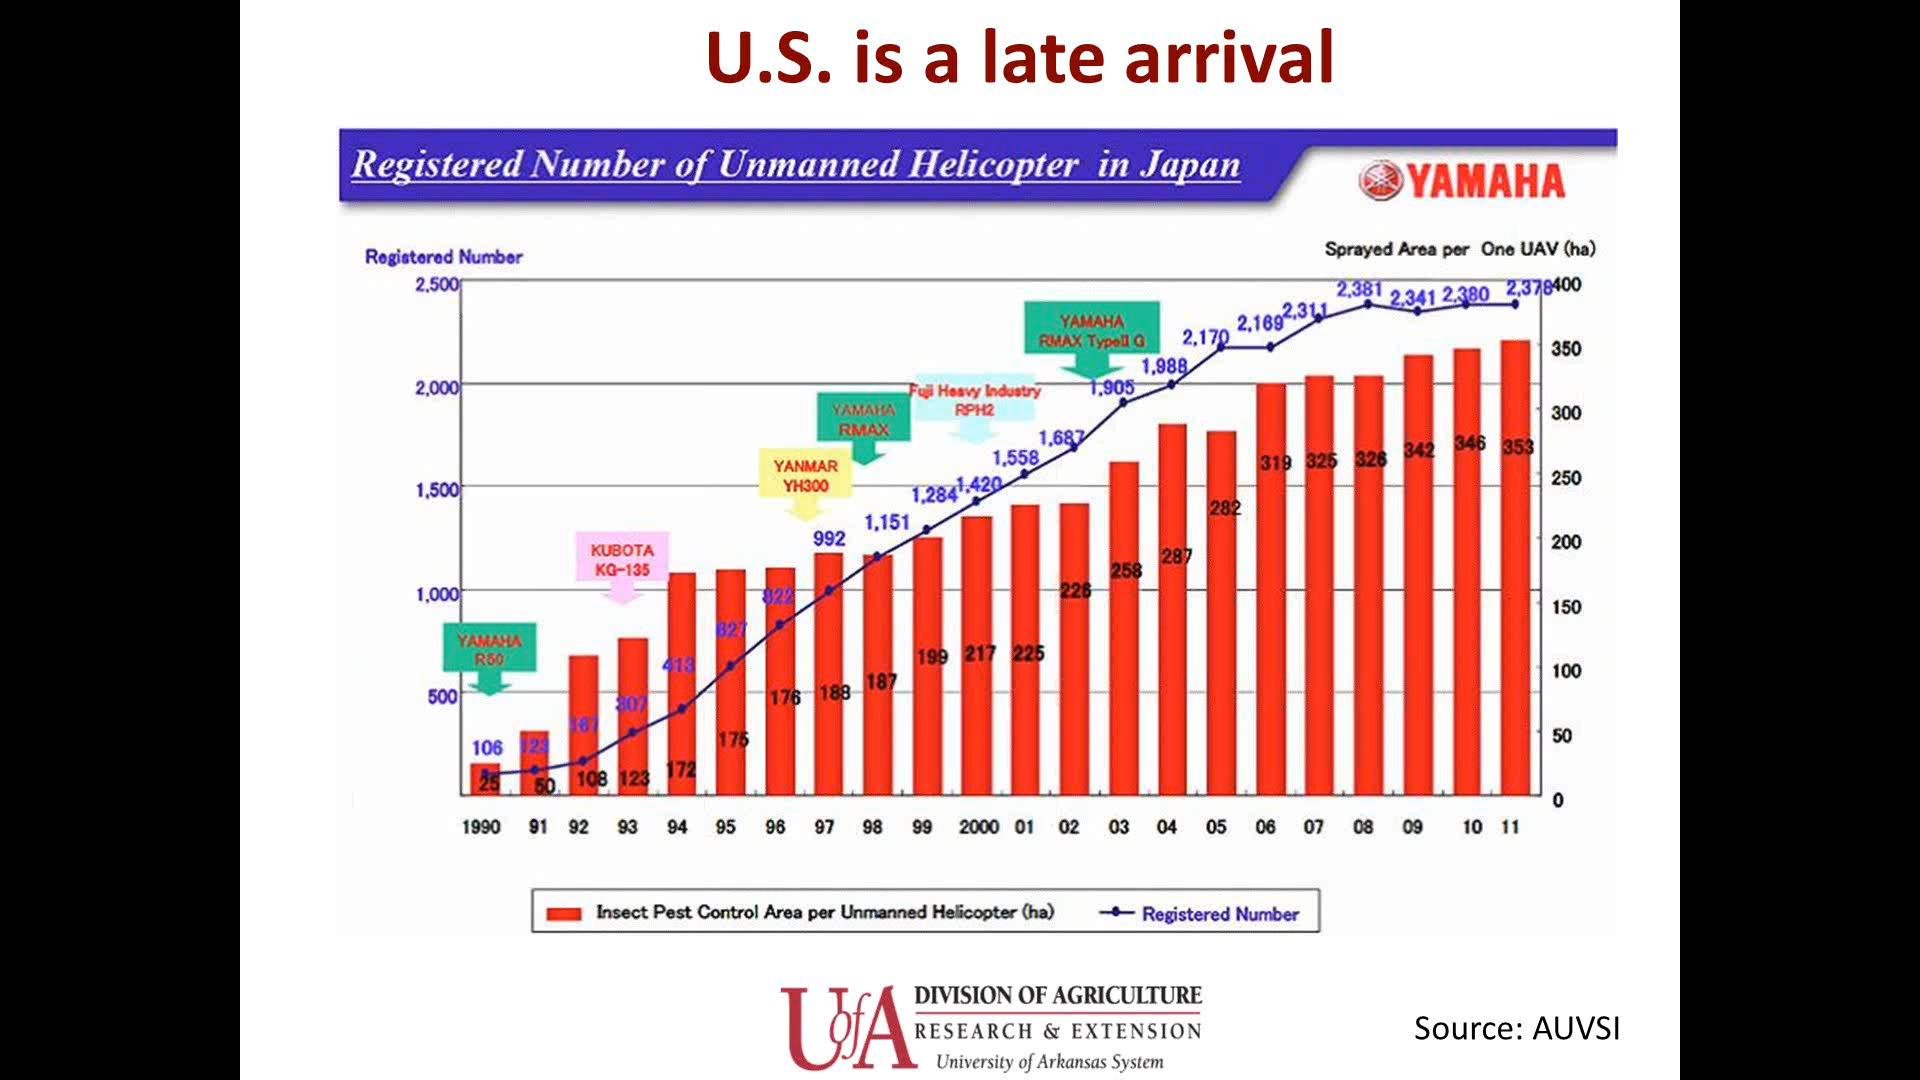 U.S. is a late arrival
Registered Number of Unmanned Helicopter in Japan
YAMAHA
Registered Number
Sprayed Area per One UAV (ha)
2,500
2,000
1,500
1,000
500
400
350
300
250
200
150
100
50
0
YAMAHA
R50
KUBOTA
KG-135
YANMAR
YH300
YAMAHA
RMAX
Fuji Heavy Industry
RPH2
YAMAHA
RMAX TypeII G
106
123
167
307
413
627
822
992
1,151
1,284
1,420
1,558
1,687
1,905
1,988
2,170
2,169
2,311
2,381
2,341
2,380
2,378
25
50
108
123
172
175
176
188
187
199
217
225
226
258
287
282
319
325
326
342
346
353
1990 91 92 93 94 95 96 97 98 99 2000 01 02 03 04 05 06 07 08 09 10 11
Insect Pest Control Area per Unmanned Helicopter (ha)
Registered Number
UofA
DIVISION OF AGRICULTURE
RESEARCH & EXTENSION
University of Arkansas System
Source: AUVSI